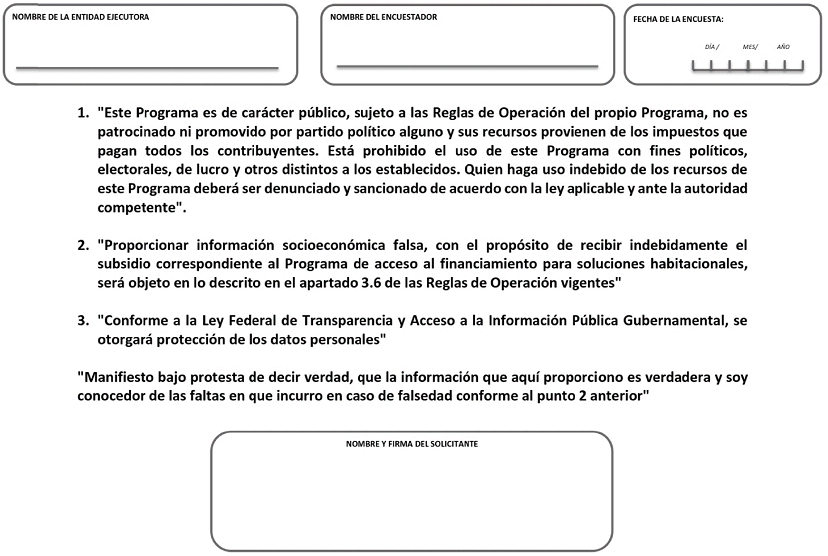 NOMBRE DE LA ENTIDAD EJECUTORA
NOMBRE DEL ENCUESTADOR
FECHA DE LA ENCUESTA:
DÍA / MES/ AÑO
1. "Este Programa es de carácter público, sujeto a las Reglas de Operación del propio Programa, no es
patrocinado ni promovido por partido político alguno y sus recursos provienen de los impuestos que
pagan todos los contribuyentes. Está prohibido el uso de este Programa con fines políticos,
electorales, de lucro y otros distintos a los establecidos. Quien haga uso indebido de los recursos de
este Programa deberá ser denunciado y sancionado de acuerdo con la ley aplicable y ante la autoridad
competente".
2. "Proporcionar información socioeconómica falsa, con el propósito de recibir indebidamente el
subsidio correspondiente al Programa de acceso al financiamiento para soluciones habitacionales,
será objeto en lo descrito en el apartado 3.6 de las Reglas de Operación vigentes"
3. "Conforme a la Ley Federal de Transparencia y Acceso a la Información Pública Gubernamental, se
otorgará protección de los datos personales"
"Manifiesto bajo protesta de decir verdad, que la información que aquí proporciono es verdadera y soy
conocedor de las faltas en que incurro en caso de falsedad conforme al punto 2 anterior"
NOMBRE Y FIRMA DEL SOLICITANTE